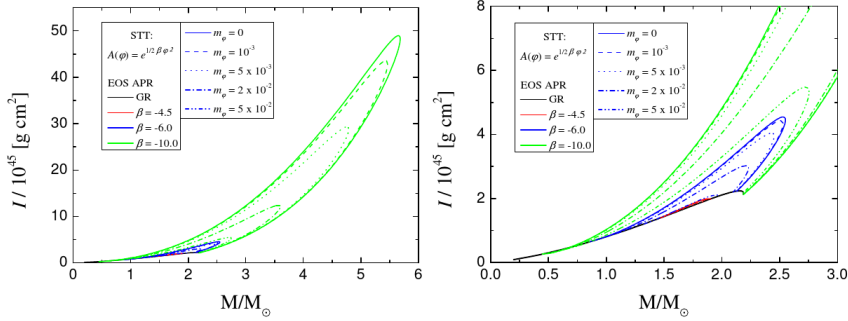 STT:
A(φ) = e^{1/2 β φ^2}
EOS APR
GR
β = -4.5
β = -6.0
β = -10.0
m_φ = 0
m_φ = 10^{-3}
m_φ = 5 x 10^{-3}
m_φ = 2 x 10^{-2}
m_φ = 5 x 10^{-2}
I / 10^{45} [g cm^2]
50
40
30
20
10
0
0 1 2 3 4 5 6
M/M_⊙
STT:
A(φ) = e^{1/2 β φ^2}
EOS APR
GR
β = -4.5
β = -6.0
β = -10.0
m_φ = 0
m_φ = 10^{-3}
m_φ = 5 x 10^{-3}
m_φ = 2 x 10^{-2}
m_φ = 5 x 10^{-2}
I / 10^{45} [g cm^2]
8
6
4
2
0
0.0 0.5 1.0 1.5 2.0 2.5 3.0
M/M_⊙